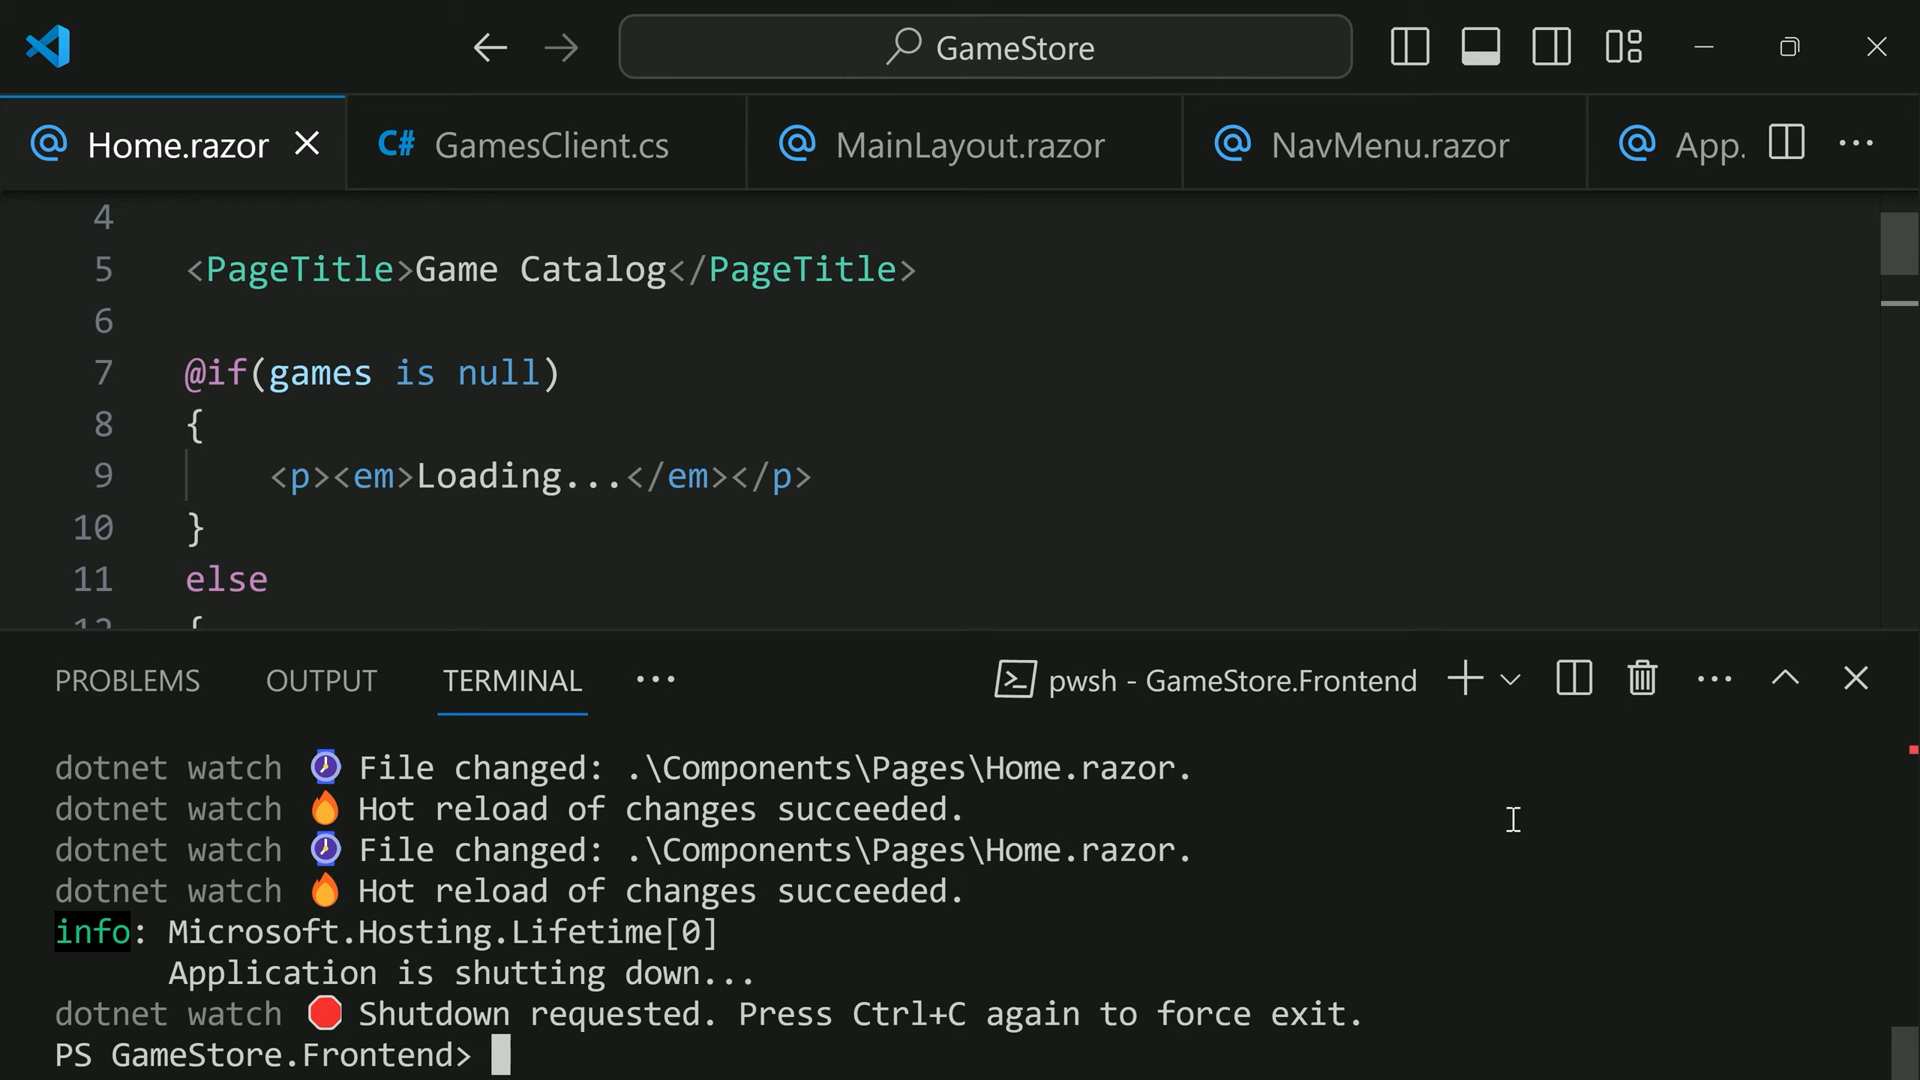 GameStore
Home.razor
C# GamesClient.cs
MainLayout.razor
NavMenu.razor
App.
4
5 <PageTitle>Game Catalog</PageTitle>
6
7 @if(games is null)
8 {
9 <p><em>Loading...</em></p>
10 }
11 else
12 {
PROBLEMS OUTPUT TERMINAL ... pwsh - GameStore.Frontend
dotnet watch File changed: .\Components\Pages\Home.razor.
dotnet watch Hot reload of changes succeeded.
dotnet watch File changed: .\Components\Pages\Home.razor.
dotnet watch Hot reload of changes succeeded.
info: Microsoft.Hosting.Lifetime[0]
Application is shutting down...
dotnet watch Shutdown requested. Press Ctrl+C again to force exit.
PS GameStore.Frontend>